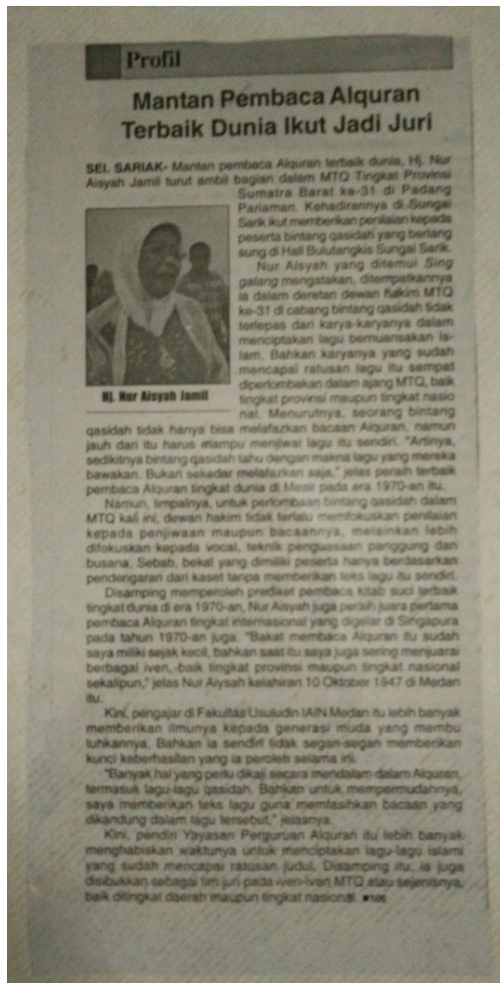 Profil
Mantan Pembaca Alquran
Terbaik Dunia Ikut Jadi Juri
SEI. SARIAK- Mantan pembaca Alquran terbaik dunia, Hj. Nur
Aisyah Jamil turut ambil bagian dalam MTQ Tingkat Provinsi
Sumatra Barat ke-31 di Padang
Pariaman. Kehadirannya di Sungai
Sarik ikut memberikan penilaian kepada
peserta bintang qasidah yang berlang
sung di Hall Bulutangkis Sungai Sarik.
Nur Aisyah yang ditemui Sing
galang mengatakan, ditempatkannya
ia dalam deretan dewan hakim MTQ
ke-31 di cabang bintang qasidah tidak
terlepas dari karya-karyanya dalam
menciptakan lagu bernuansakan Is-
lam. Bahkan karyanya yang sudah
mencapai ratusan lagu itu sempat
diperlombakan dalam ajang MTQ, baik
tingkat provinsi maupun tingkat nasio
nal. Menurutnya, seorang bintang
Hj. Nur Aisyah Jamil
qasidah tidak hanya bisa melafazkan bacaan Alquran, namun
jauh dari itu harus mampu menjiwai lagu itu sendiri. "Artinya,
sedikitnya bintang qasidah tahu dengan makna lagu yang mereka
bawakan. Bukan sekedar melafazkan saja," jelas peraih terbaik
pembaca Alquran tingkat dunia di Mesir pada era 1970-an itu.
Namun, timpalnya, untuk perlombaan bintang qasidah dalam
MTQ kali ini, dewan hakim tidak terlalu memfokuskan penilaian
kepada penjiwaan maupun bacaannya, melainkan lebih
difokuskan kepada vocal, teknik penguasaan panggung dan
busana. Sebab, bekal yang dimiliki peserta hanya berdasarkan
pendengaran dari kaset tanpa memberikan teks lagu itu sendiri.
Disamping memperoleh prediket pembaca kitab suci terbaik
tingkat dunia di era 1970-an, Nur Aisyah juga peraih juara pertama
pembaca Alquran tingkat internasional yang digelar di Singapura
pada tahun 1970-an juga. "Bakat membaca Alquran itu sudah
saya miliki sejak kecil, bahkan saat itu saya juga sering menjuarai
berbagai iven, baik tingkat provinsi maupun tingkat nasional
sekalipun," jelas Nur Aiysah kelahiran 10 Oktober 1947 di Medan
itu.
Kini, pengajar di Fakultas Usuludin IAIN Medan itu lebih banyak
memberikan ilmunya kepada generasi muda yang membu
tuhkannya. Bahkan ia sendiri tidak segan-segan memberikan
kunci keberhasilan yang ia peroleh selama ini.
"Banyak hal yang perlu dikaji secara mendalam dalam Alquran,
termasuk lagu-lagu qasidah. Bahkan untuk mempermudahnya,
saya memberikan teks lagu guna memfasihkan bacaan yang
dikandung dalam lagu tersebut," jelasnya.
Kini, pendiri Yayasan Perguruan Alquran itu lebih banyak
menghabiskan waktunya untuk menciptakan lagu-lagu islami
yang sudah mencapai ratusan judul. Disamping itu, ia juga
disibukkan sebagai tim juri pada iven-iven MTQ atau sejenisnya,
baik ditingkat daerah maupun tingkat nasional.